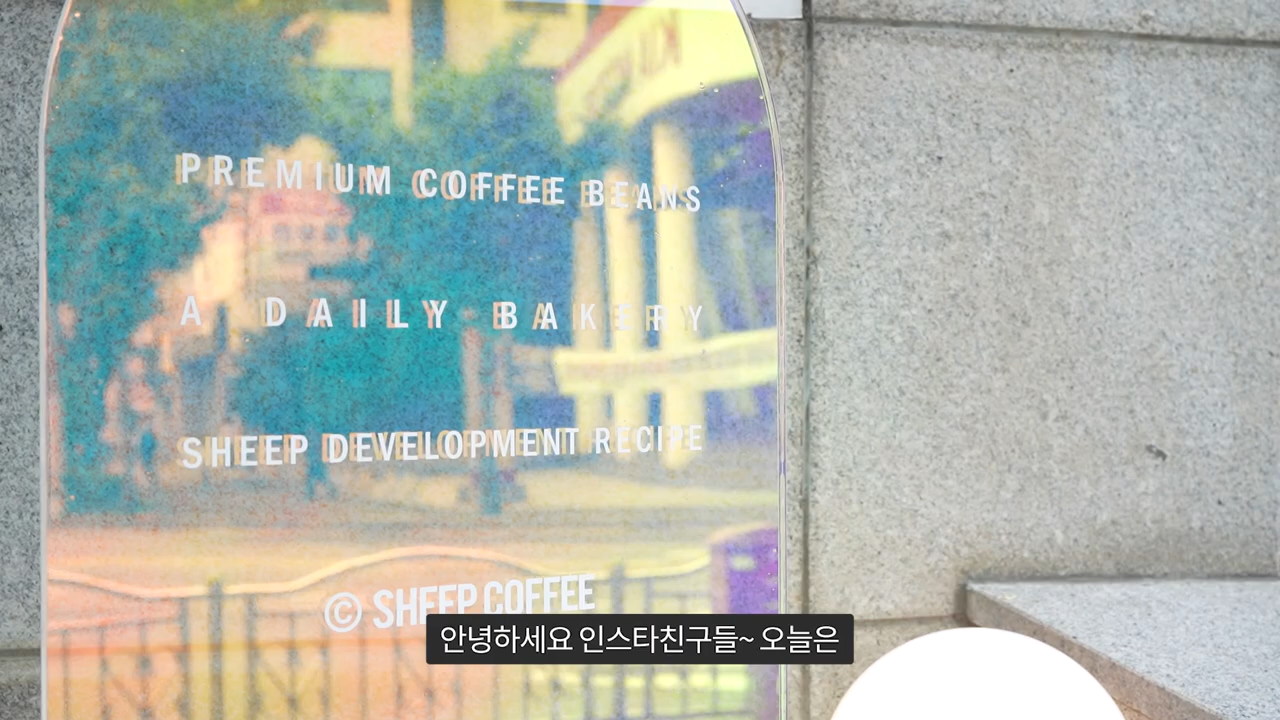 PREMIUM COFFEE BEANS
A DAILY BAKERY
SHEEP DEVELOPMENT RECIPE
© SHEEP COFFEE
안녕하세요 인스타친구들~ 오늘은